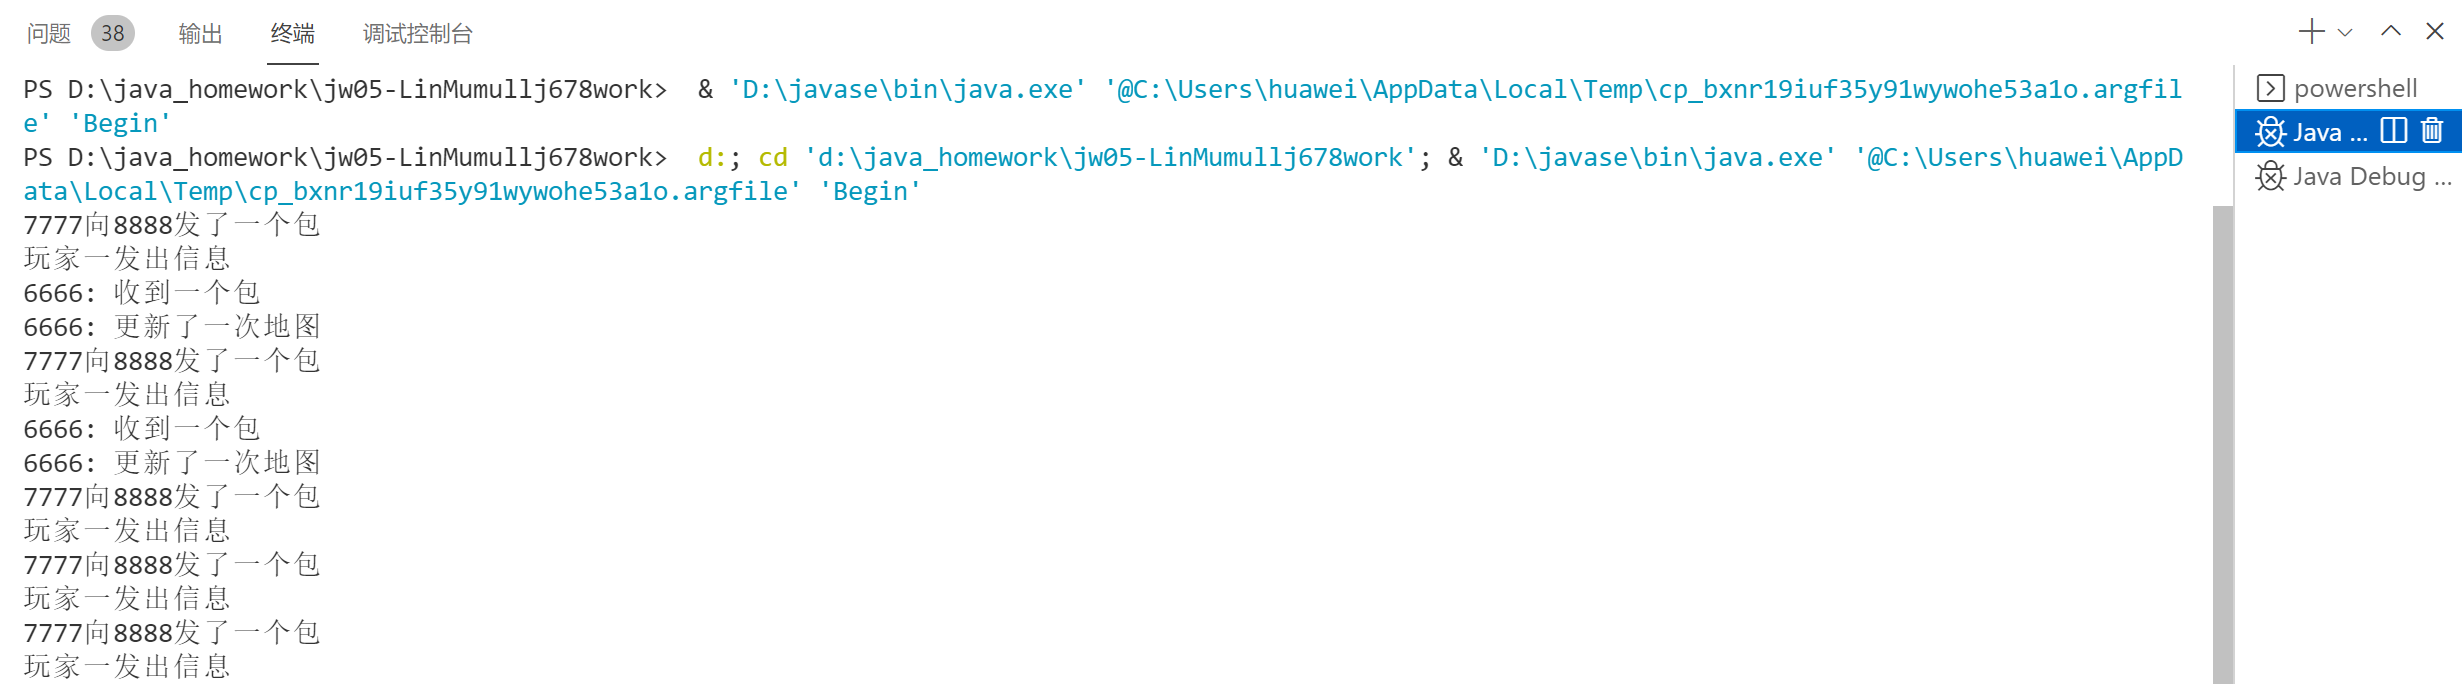 问题 38 输出 终端 调试控制台
PS D:\java_homework\jw05-LinMumullj678work>  & 'D:\javase\bin\java.exe' '@C:\Users\huawei\AppData\Local\Temp\cp_bxnr19iuf35y91wywohe53a1o.argfil
e' 'Begin'
PS D:\java_homework\jw05-LinMumullj678work>  d:; cd 'd:\java_homework\jw05-LinMumullj678work'; & 'D:\javase\bin\java.exe' '@C:\Users\huawei\AppD
ata\Local\Temp\cp_bxnr19iuf35y91wywohe53a1o.argfile' 'Begin'
7777向8888发了一个包
玩家一发出信息
6666: 收到一个包
6666: 更新了一次地图
7777向8888发了一个包
玩家一发出信息
6666: 收到一个包
6666: 更新了一次地图
7777向8888发了一个包
玩家一发出信息
7777向8888发了一个包
玩家一发出信息
7777向8888发了一个包
玩家一发出信息
powershell
Java ...
Java Debug ...